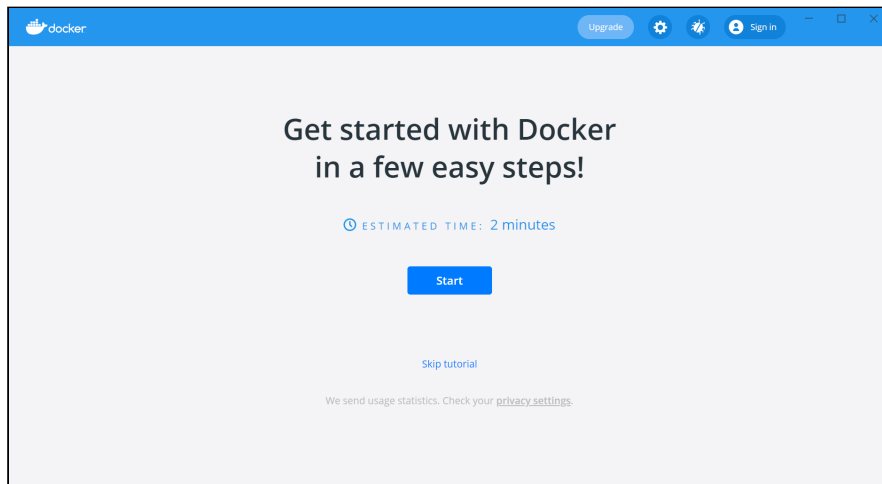 docker
Upgrade
Sign in
Get started with Docker
in a few easy steps!
ESTIMATED TIME: 2 minutes
Start
Skip tutorial
We send usage statistics. Check your privacy settings.